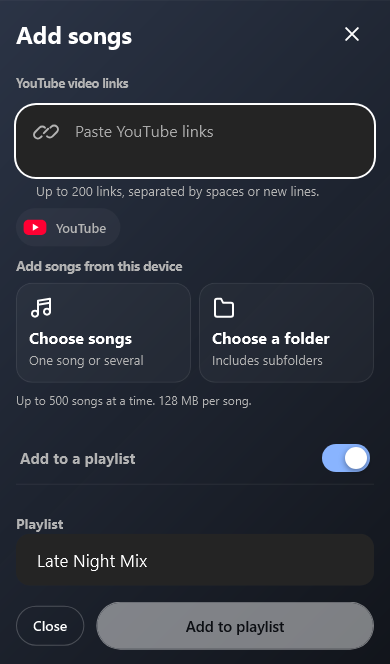 Add songs
YouTube video links
Paste YouTube links
Up to 200 links, separated by spaces or new lines.
YouTube
Add songs from this device
Choose songs
One song or several
Choose a folder
Includes subfolders
Up to 500 songs at a time. 128 MB per song.
Add to a playlist
Playlist
Late Night Mix
Close
Add to playlist